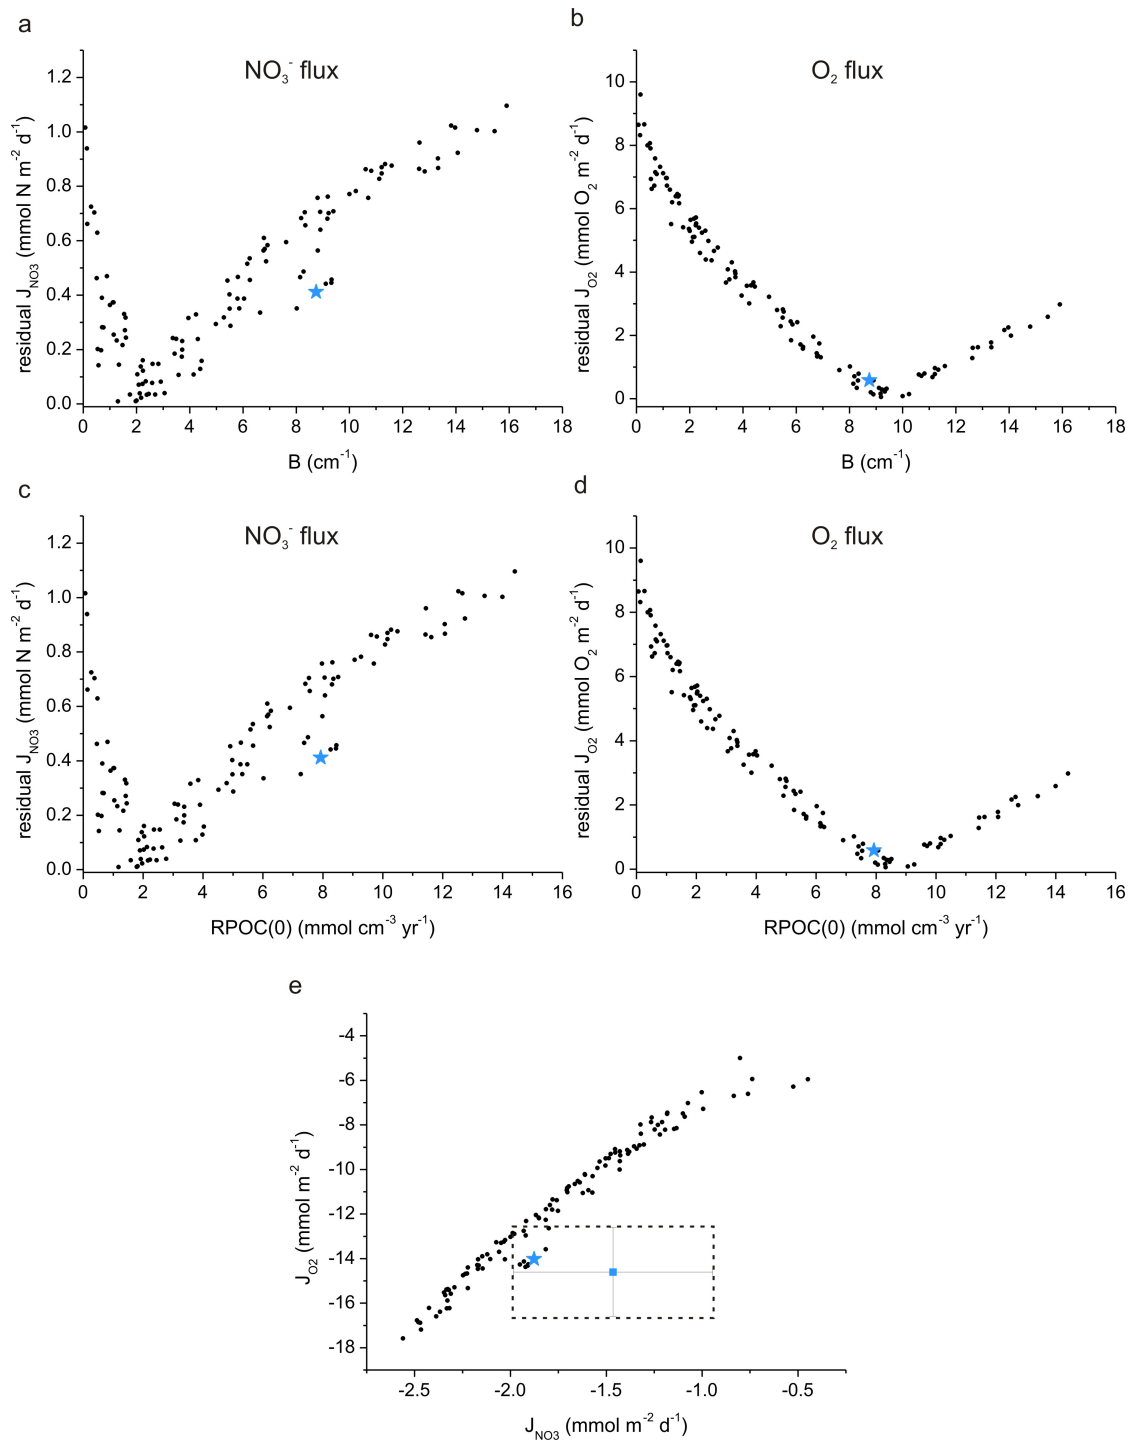 a
NO₃⁻ flux
residual J_NO3 (mmol N m⁻² d⁻¹)
1.2
1.0
0.8
0.6
0.4
0.2
0.0
0 2 4 6 8 10 12 14 16 18
B (cm⁻¹)
b
O₂ flux
residual J_O2 (mmol O₂ m⁻² d⁻¹)
10
8
6
4
2
0
0 2 4 6 8 10 12 14 16 18
B (cm⁻¹)
c
NO₃⁻ flux
residual J_NO3 (mmol N m⁻² d⁻¹)
1.2
1.0
0.8
0.6
0.4
0.2
0.0
0 2 4 6 8 10 12 14 16
RPOC(0) (mmol cm⁻³ yr⁻¹)
d
O₂ flux
residual J_O2 (mmol O₂ m⁻² d⁻¹)
10
8
6
4
2
0
0 2 4 6 8 10 12 14 16
RPOC(0) (mmol cm⁻³ yr⁻¹)
e
J_O2 (mmol m⁻² d⁻¹)
-4
-6
-8
-10
-12
-14
-16
-18
-2.5 -2.0 -1.5 -1.0 -0.5
J_NO3 (mmol m⁻² d⁻¹)